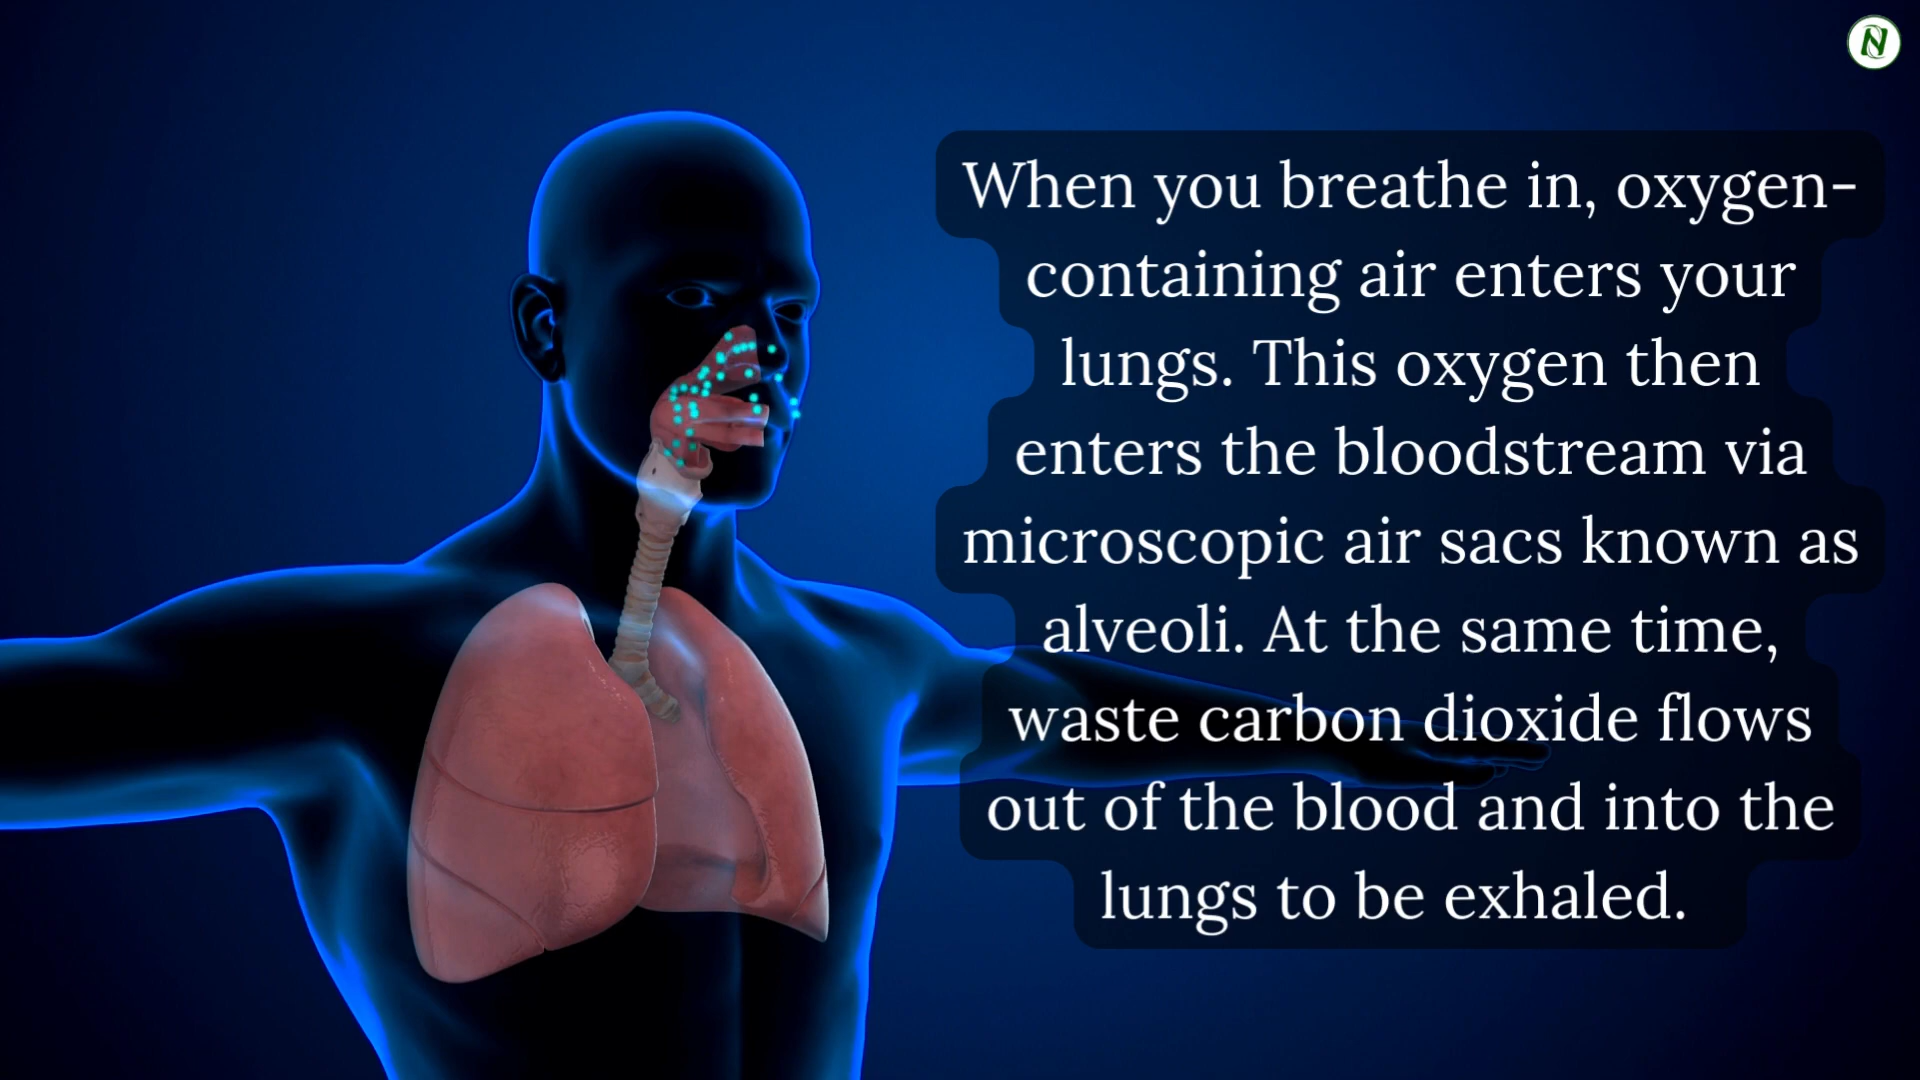 When you breathe in, oxygen-
containing air enters your
lungs. This oxygen then
enters the bloodstream via
microscopic air sacs known as
alveoli. At the same time,
waste carbon dioxide flows
out of the blood and into the
lungs to be exhaled.